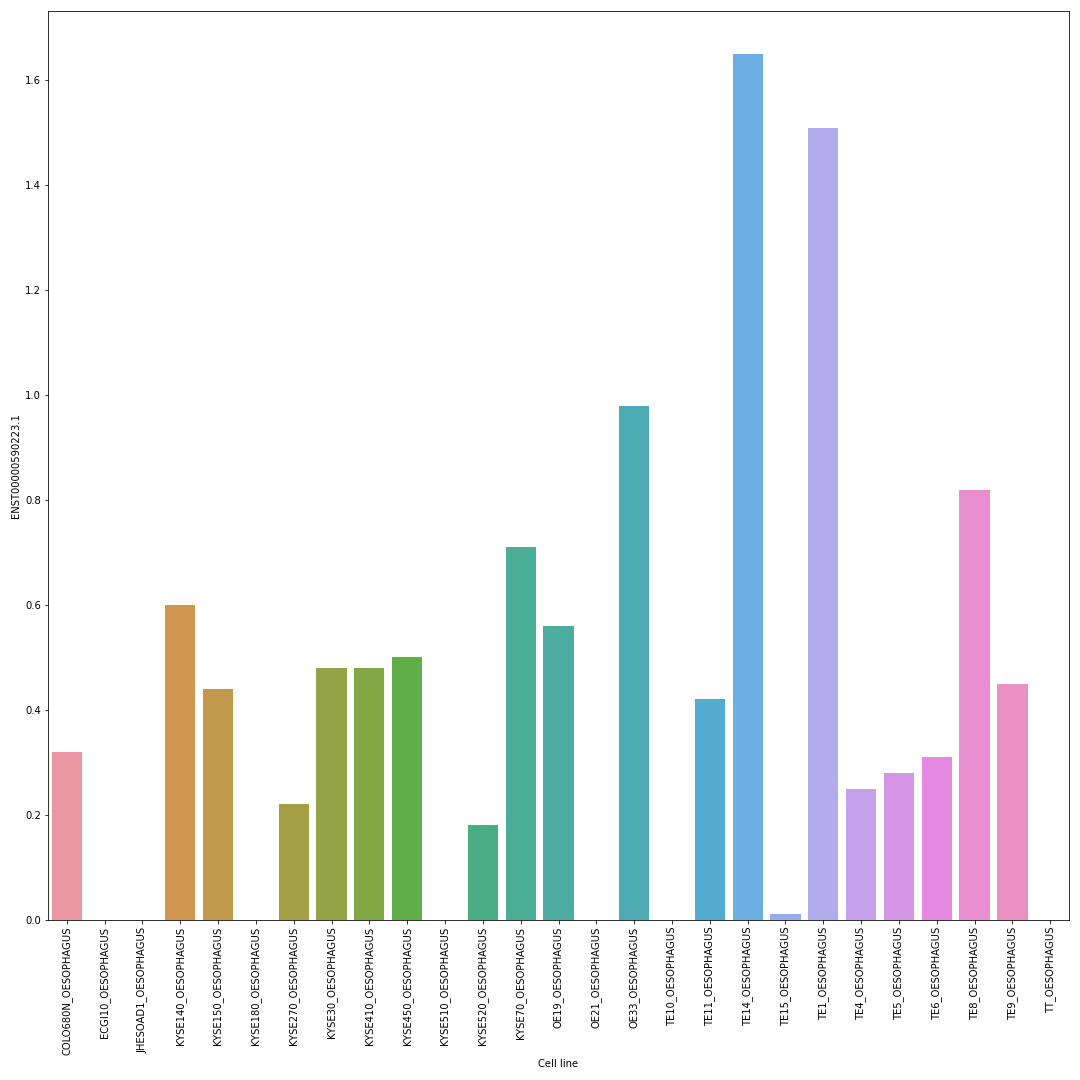 ENST00000590223.1
1.6
1.4
1.2
1.0
0.8
0.6
0.4
0.2
0.0
COLO680N_OESOPHAGUS
ECGI10_OESOPHAGUS
JHESOAD1_OESOPHAGUS
KYSE140_OESOPHAGUS
KYSE150_OESOPHAGUS
KYSE180_OESOPHAGUS
KYSE270_OESOPHAGUS
KYSE30_OESOPHAGUS
KYSE410_OESOPHAGUS
KYSE450_OESOPHAGUS
KYSE510_OESOPHAGUS
KYSE520_OESOPHAGUS
KYSE70_OESOPHAGUS
OE19_OESOPHAGUS
OE21_OESOPHAGUS
OE33_OESOPHAGUS
TE10_OESOPHAGUS
TE11_OESOPHAGUS
TE14_OESOPHAGUS
TE15_OESOPHAGUS
TE1_OESOPHAGUS
TE4_OESOPHAGUS
TE5_OESOPHAGUS
TE6_OESOPHAGUS
TE8_OESOPHAGUS
TE9_OESOPHAGUS
TT_OESOPHAGUS
Cell line